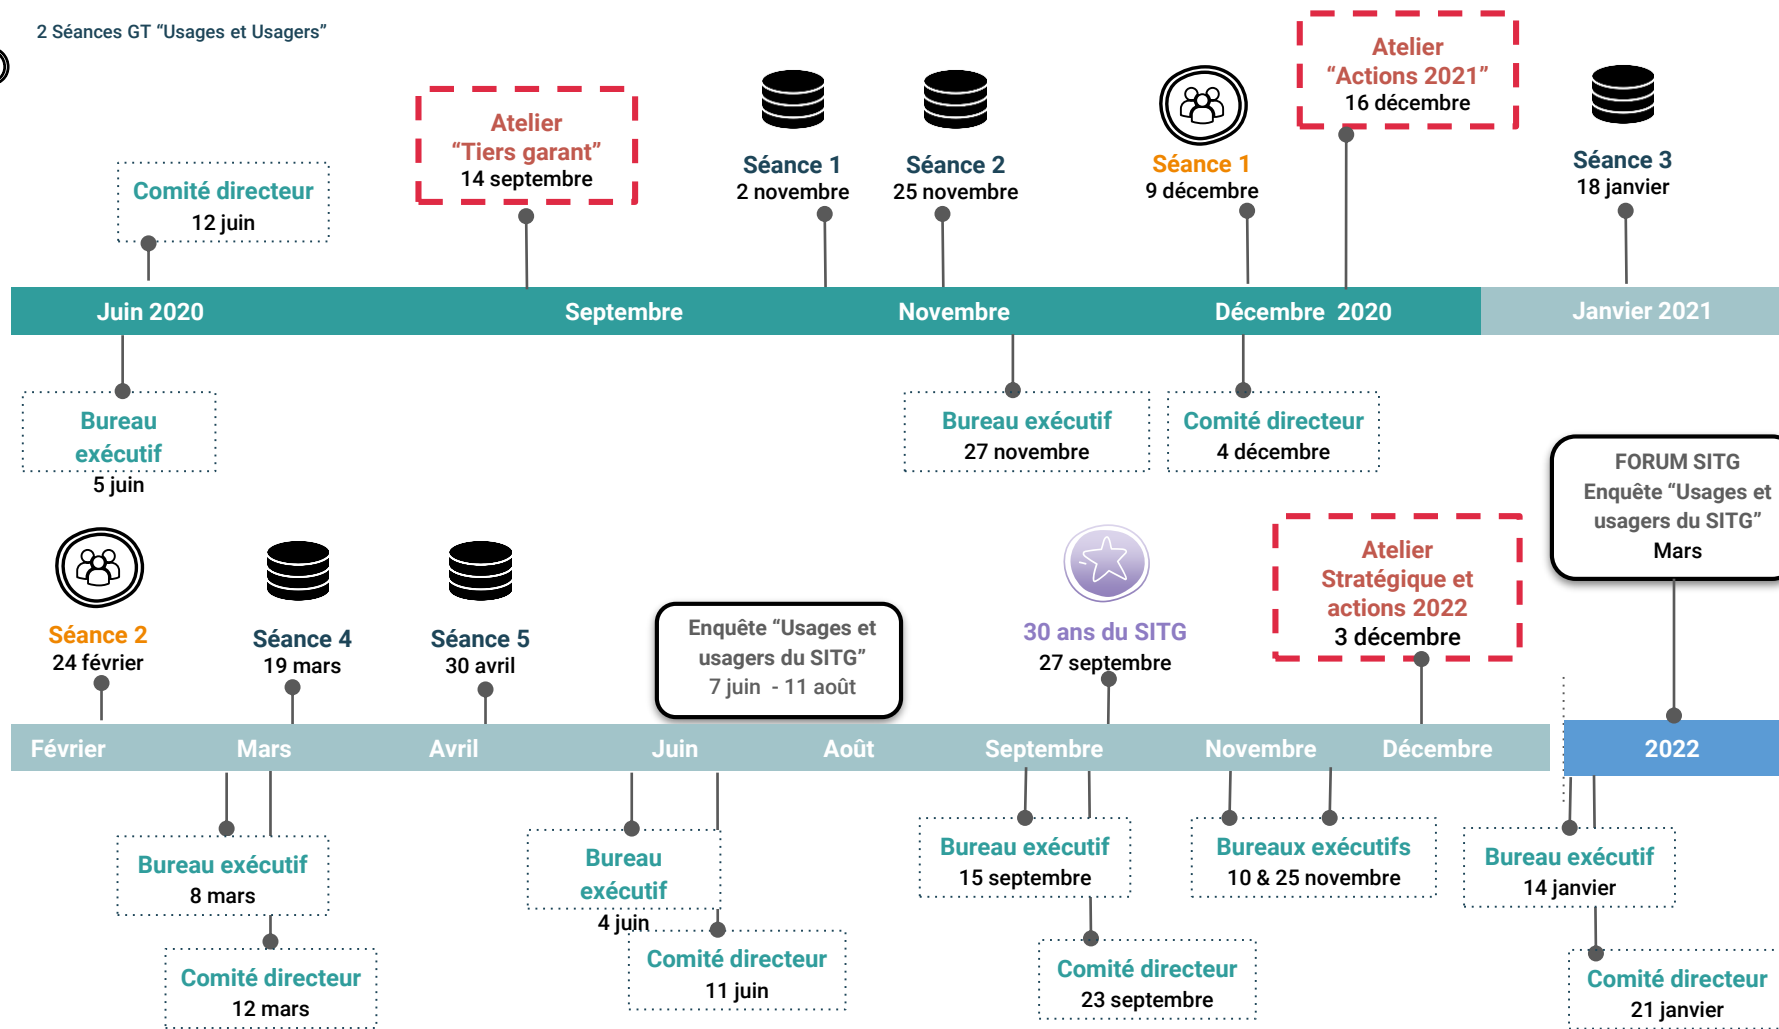 2 Séances GT “Usages et Usagers”
Comité directeur
12 juin
Atelier
“Tiers garant”
14 septembre
Séance 1
2 novembre
Séance 2
25 novembre
Séance 1
9 décembre
Atelier
“Actions 2021”
16 décembre
Séance 3
18 janvier
Juin 2020
Septembre
Novembre
Décembre 2020
Janvier 2021
Bureau
exécutif
5 juin
Bureau exécutif
27 novembre
Comité directeur
4 décembre
FORUM SITG
Enquête “Usages et
usagers du SITG”
Mars
Séance 2
24 février
Séance 4
19 mars
Séance 5
30 avril
Enquête “Usages et
usagers du SITG”
7 juin - 11 août
30 ans du SITG
27 septembre
Atelier
Stratégique et
actions 2022
3 décembre
Février
Mars
Avril
Juin
Août
Septembre
Novembre
Décembre
2022
Bureau exécutif
8 mars
Comité directeur
12 mars
Bureau
exécutif
4 juin
Comité directeur
11 juin
Bureau exécutif
15 septembre
Comité directeur
23 septembre
Bureaux exécutifs
10 & 25 novembre
Bureau exécutif
14 janvier
Comité directeur
21 janvier